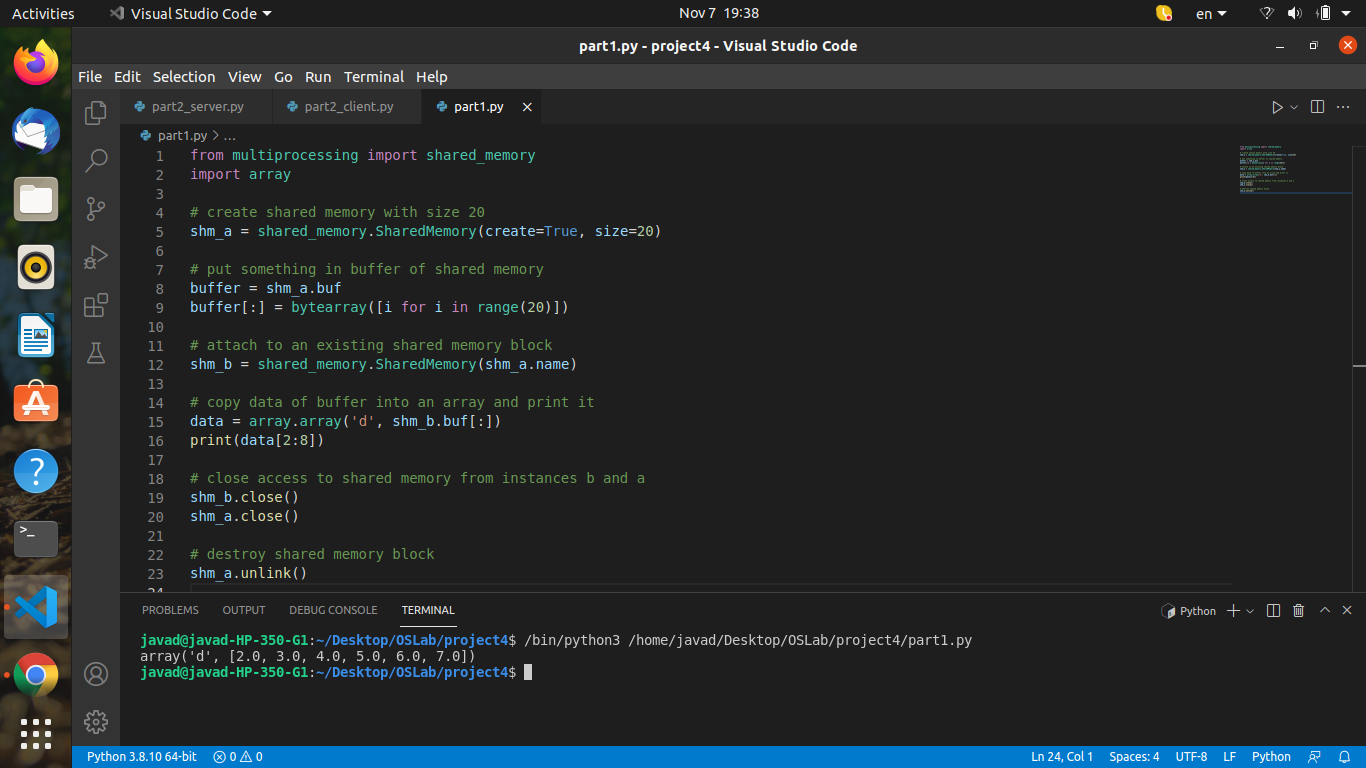 Activities Visual Studio Code Nov 7 19:38 en
part1.py - project4 - Visual Studio Code
File Edit Selection View Go Run Terminal Help
part2_server.py part2_client.py part1.py
part1.py > ...
1 from multiprocessing import shared_memory
2 import array
3
4 # create shared memory with size 20
5 shm_a = shared_memory.SharedMemory(create=True, size=20)
6
7 # put something in buffer of shared memory
8 buffer = shm_a.buf
9 buffer[:] = bytearray([i for i in range(20)])
10
11 # attach to an existing shared memory block
12 shm_b = shared_memory.SharedMemory(shm_a.name)
13
14 # copy data of buffer into an array and print it
15 data = array.array('d', shm_b.buf[:])
16 print(data[2:8])
17
18 # close access to shared memory from instances b and a
19 shm_b.close()
20 shm_a.close()
21
22 # destroy shared memory block
23 shm_a.unlink()
24
PROBLEMS OUTPUT DEBUG CONSOLE TERMINAL Python
javad@javad-HP-350-G1:~/Desktop/OSLab/project4$ /bin/python3 /home/javad/Desktop/OSLab/project4/part1.py
array('d', [2.0, 3.0, 4.0, 5.0, 6.0, 7.0])
javad@javad-HP-350-G1:~/Desktop/OSLab/project4$
Python 3.8.10 64-bit 0 0 Ln 24, Col 1 Spaces: 4 UTF-8 LF Python